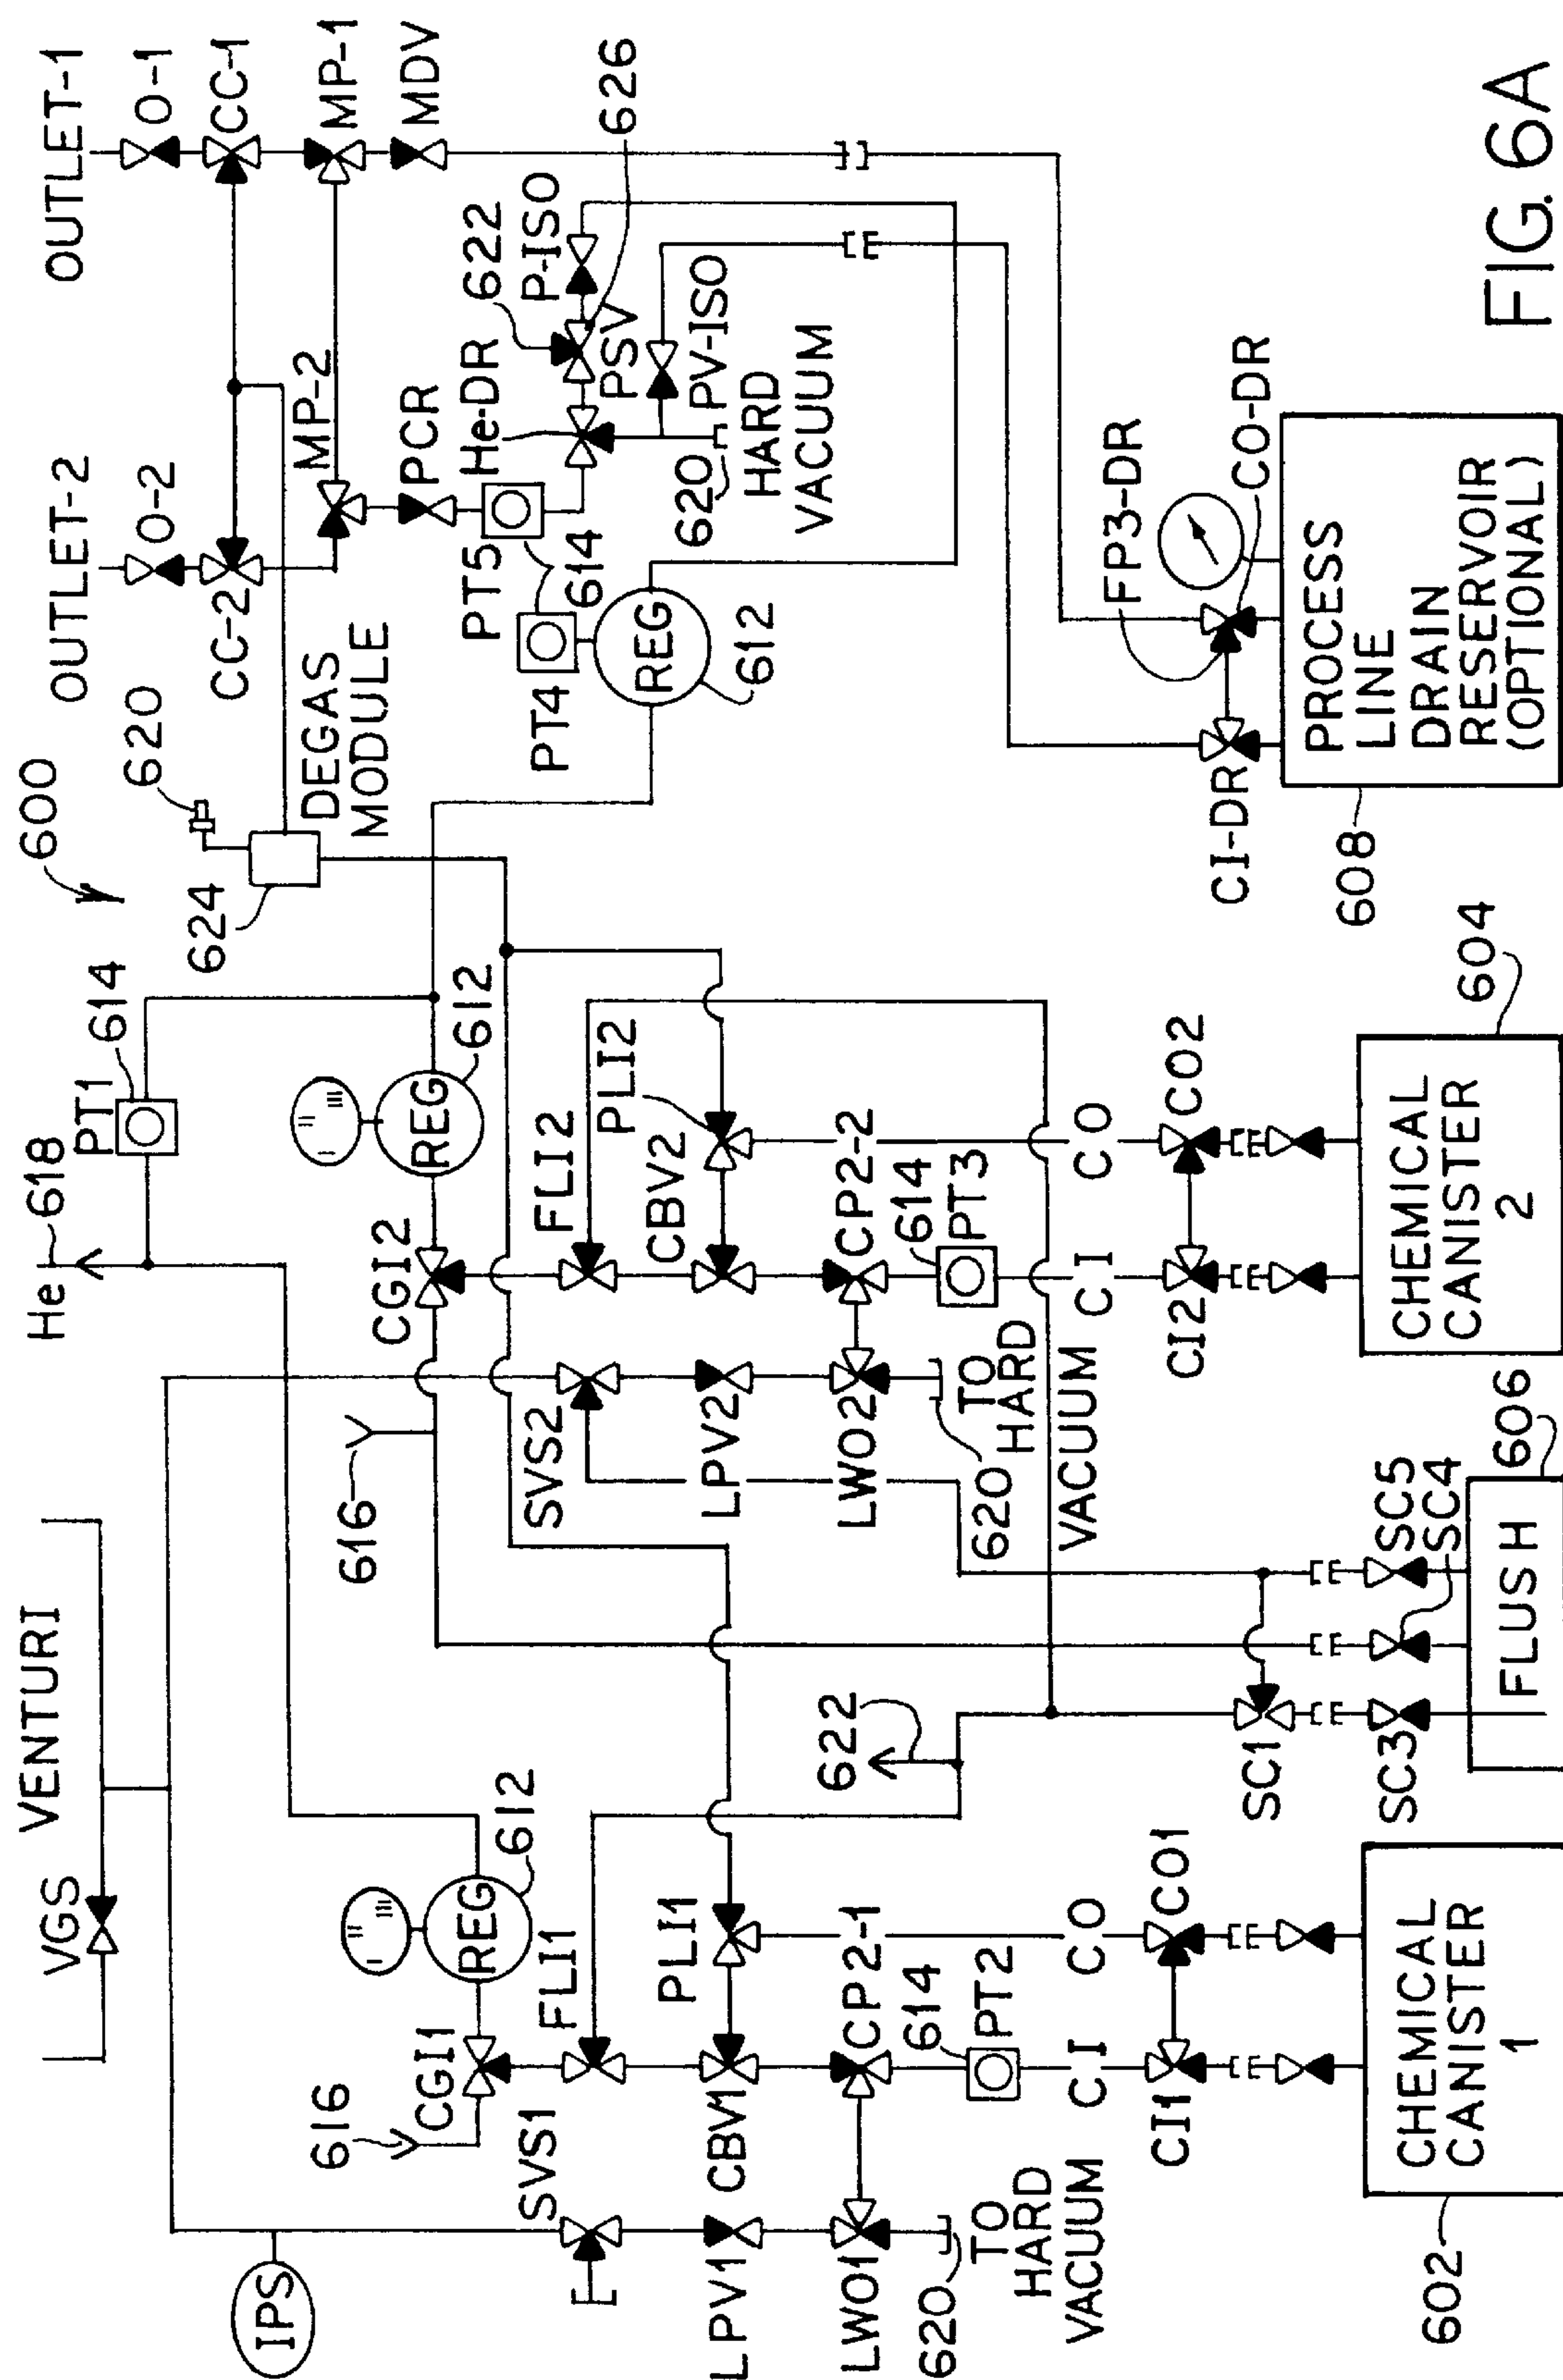 VENTURI
VGS
IPS
He
618
PT1
614
600
620
624
DEGAS
MODULE
OUTLET-2
O-2
CC-2
OUTLET-1
O-1
CC-1
MP-1
MDV
MP-2
PCR
PT5
614
PT4
REG
612
He-DR
622
P-ISO
626
PSV
PV-ISO
620
HARD
VACUUM
616
CGI1
REG
612
FLI1
SVS1
LPV1
CBV1
PLI1
LWO1
CP2-1
614
PT2
620
TO
HARD
VACUUM
CI
CO
CI1
CO1
CHEMICAL
CANISTER
1
602
616
CGI2
REG
612
FLI2
SVS2
LPV2
CBV2
PLI2
LWO2
CP2-2
614
PT3
620
TO
HARD
VACUUM
CI
CO
CI2
CO2
CHEMICAL
CANISTER
2
604
622
SC1
SC3
SC5
SC4
FLUSH
606
FP3-DR
CO-DR
CI-DR
608
PROCESS
LINE
DRAIN
RESERVOIR
(OPTIONAL)
FIG. 6A